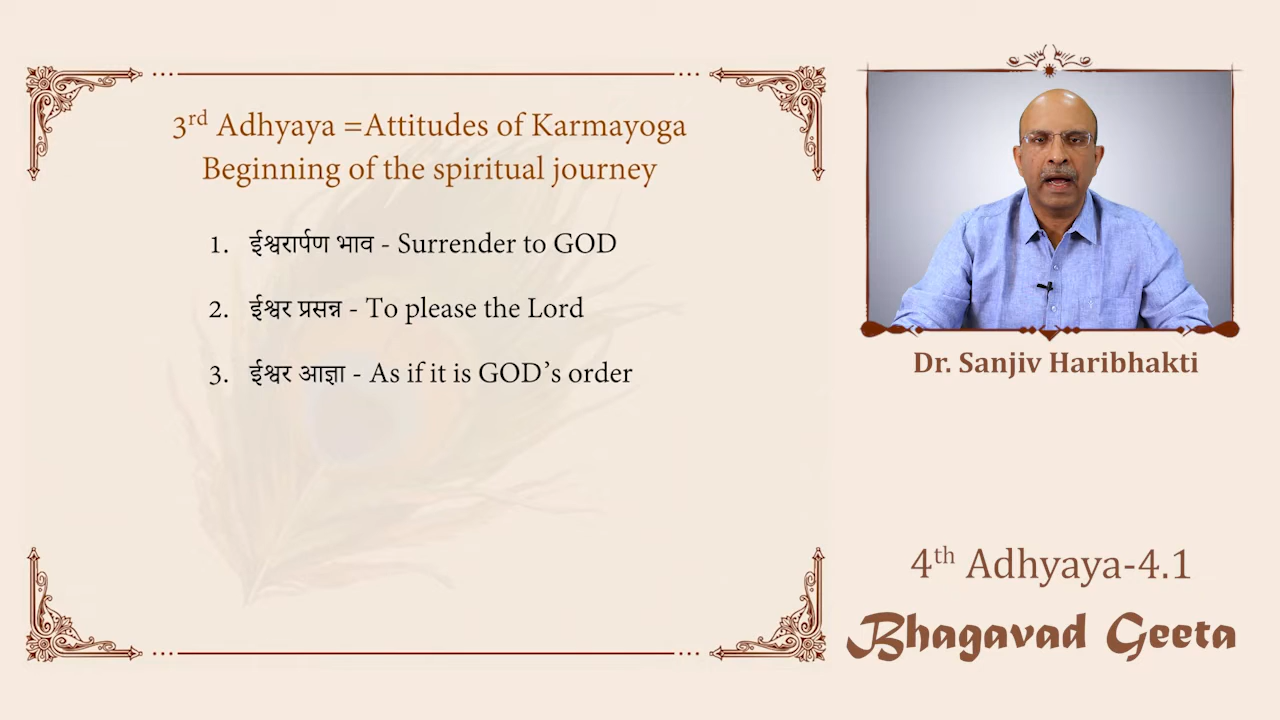 3rd Adhyaya =Attitudes of Karmayoga
Beginning of the spiritual journey
1. ईश्वरार्पण भाव - Surrender to GOD
2. ईश्वर प्रसन्न - To please the Lord
3. ईश्वर आज्ञा - As if it is GOD’s order
Dr. Sanjiv Haribhakti
4th Adhyaya-4.1
Bhagavad Geeta